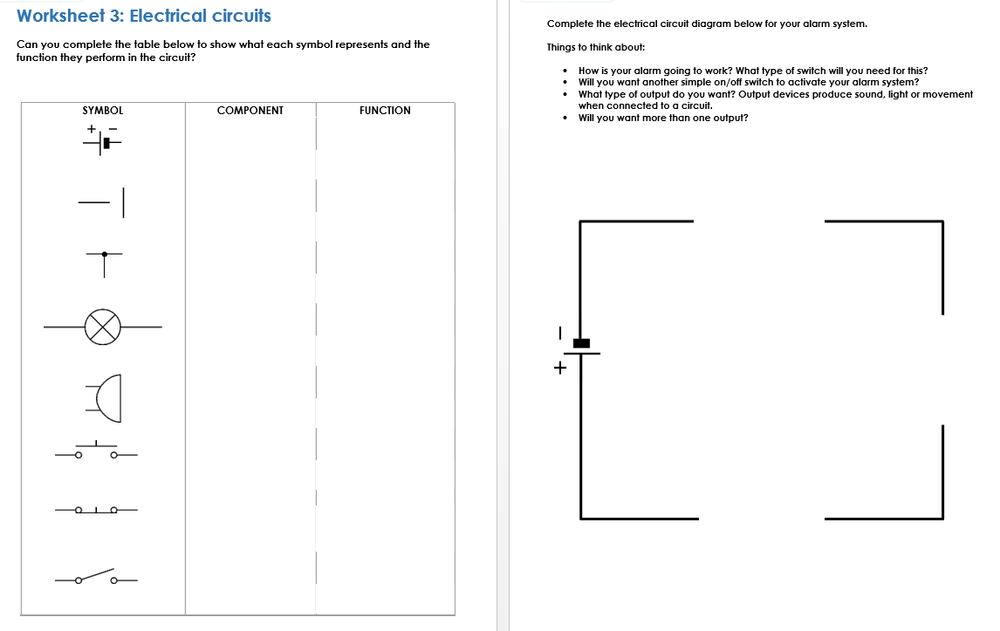 Worksheet 3: Electrical circuits
Can you complete the table below to show what each symbol represents and the
function they perform in the circuit?
SYMBOL COMPONENT FUNCTION
+ −
Complete the electrical circuit diagram below for your alarm system.
Things to think about:
• How is your alarm going to work? What type of switch will you need for this?
• Will you want another simple on/off switch to activate your alarm system?
• What type of output do you want? Output devices produce sound, light or movement
when connected to a circuit.
• Will you want more than one output?
−
+